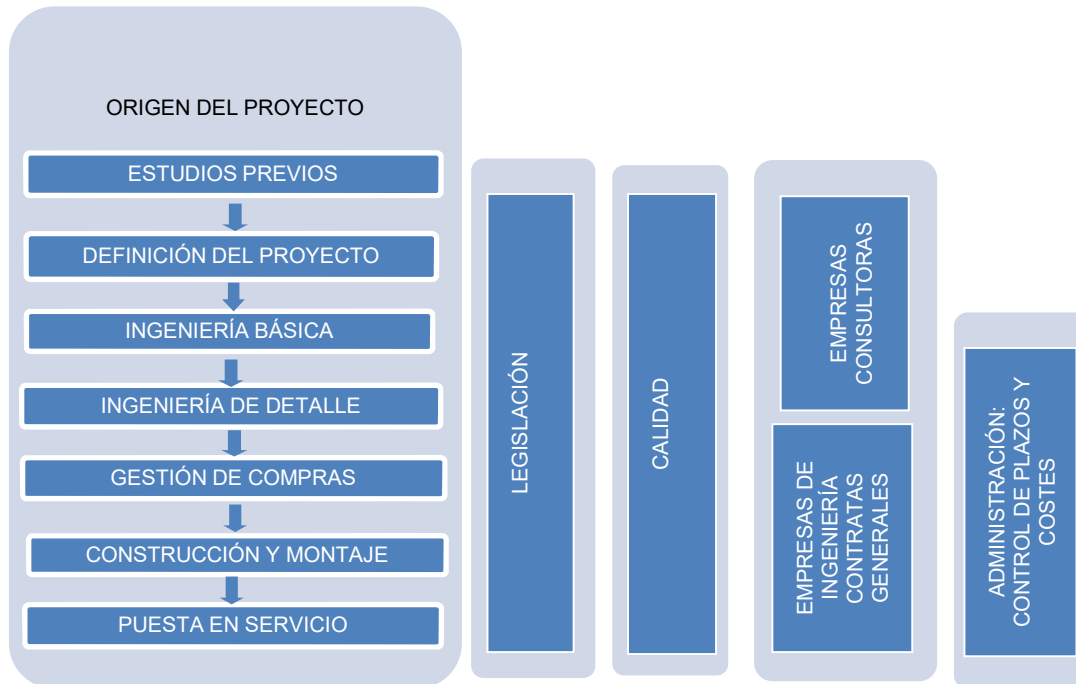 ORIGEN DEL PROYECTO
ESTUDIOS PREVIOS
DEFINICIÓN DEL PROYECTO
INGENIERÍA BÁSICA
INGENIERÍA DE DETALLE
GESTIÓN DE COMPRAS
CONSTRUCCIÓN Y MONTAJE
PUESTA EN SERVICIO
LEGISLACIÓN
CALIDAD
EMPRESAS
CONSULTORAS
EMPRESAS DE
INGENIERÍA
CONTRATAS
GENERALES
ADMINISTRACIÓN:
CONTROL DE PLAZOS Y
COSTES